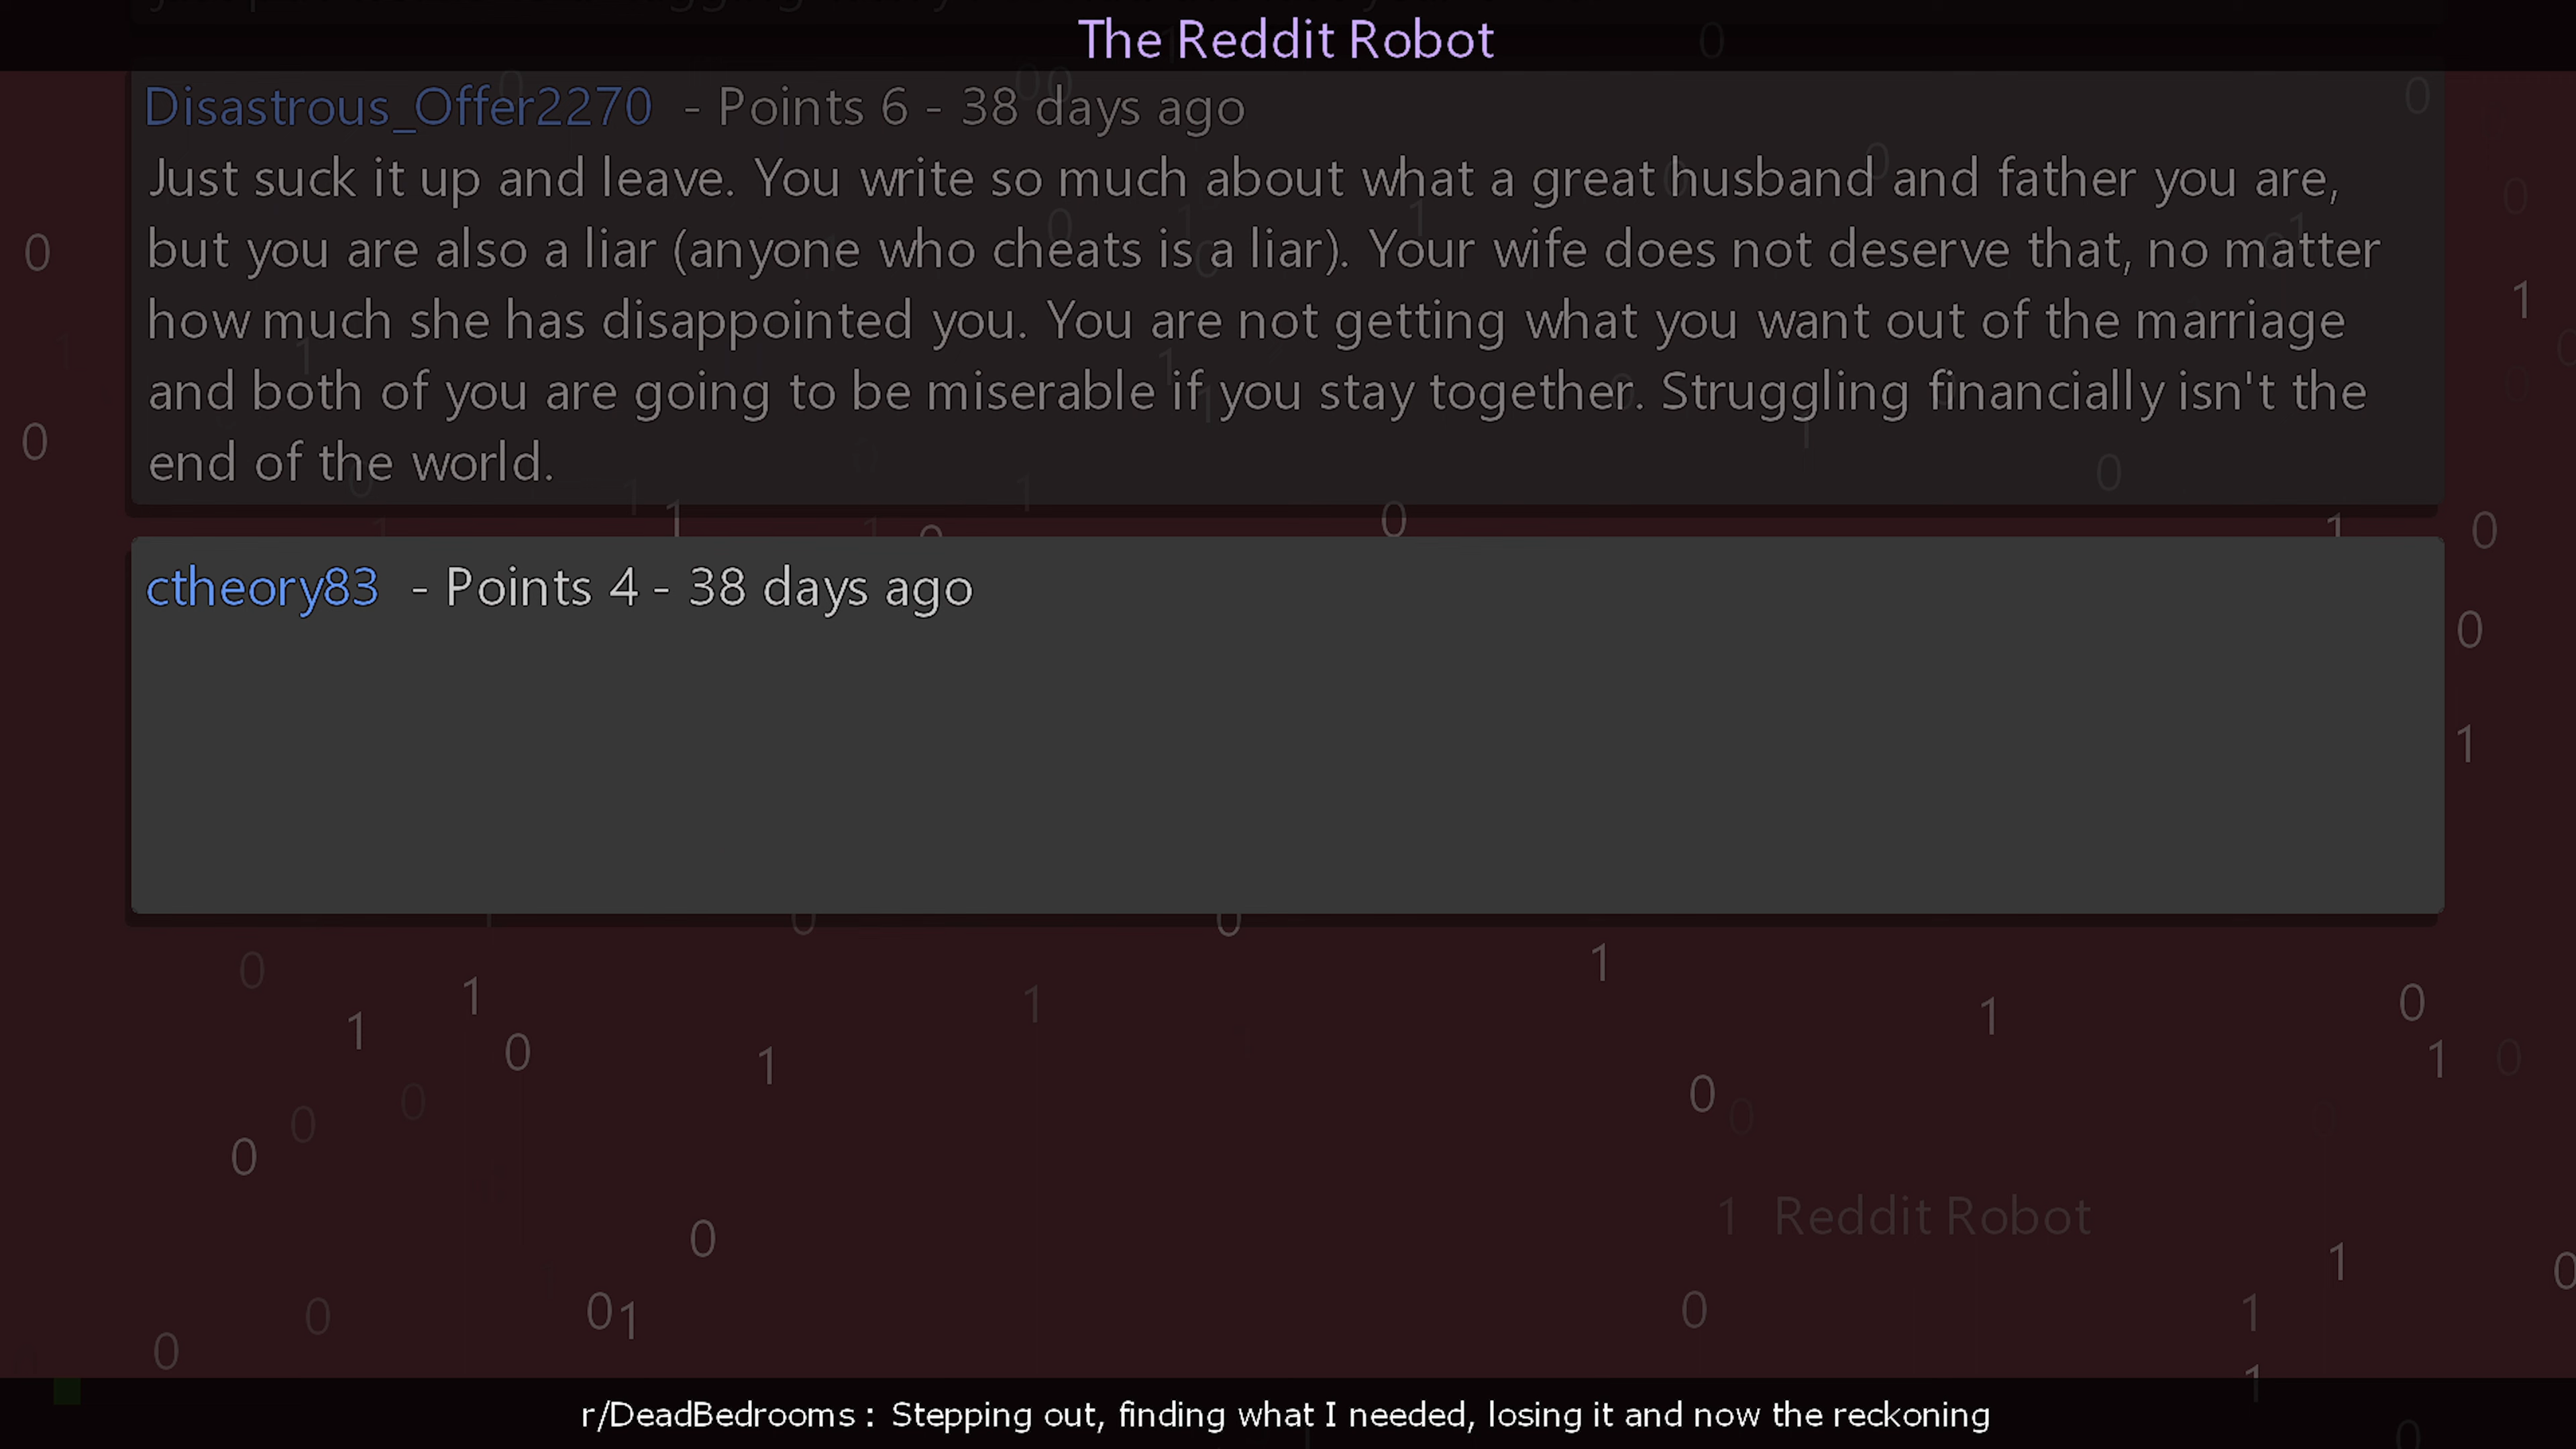 The Reddit Robot
Disastrous_Offer2270 - Points 6 - 38 days ago
Just suck it up and leave. You write so much about what a great husband and father you are,
but you are also a liar (anyone who cheats is a liar). Your wife does not deserve that, no matter
how much she has disappointed you. You are not getting what you want out of the marriage
and both of you are going to be miserable if you stay together. Struggling financially isn't the
end of the world.
ctheory83 - Points 4 - 38 days ago
Reddit Robot
r/DeadBedrooms : Stepping out, finding what I needed, losing it and now the reckoning